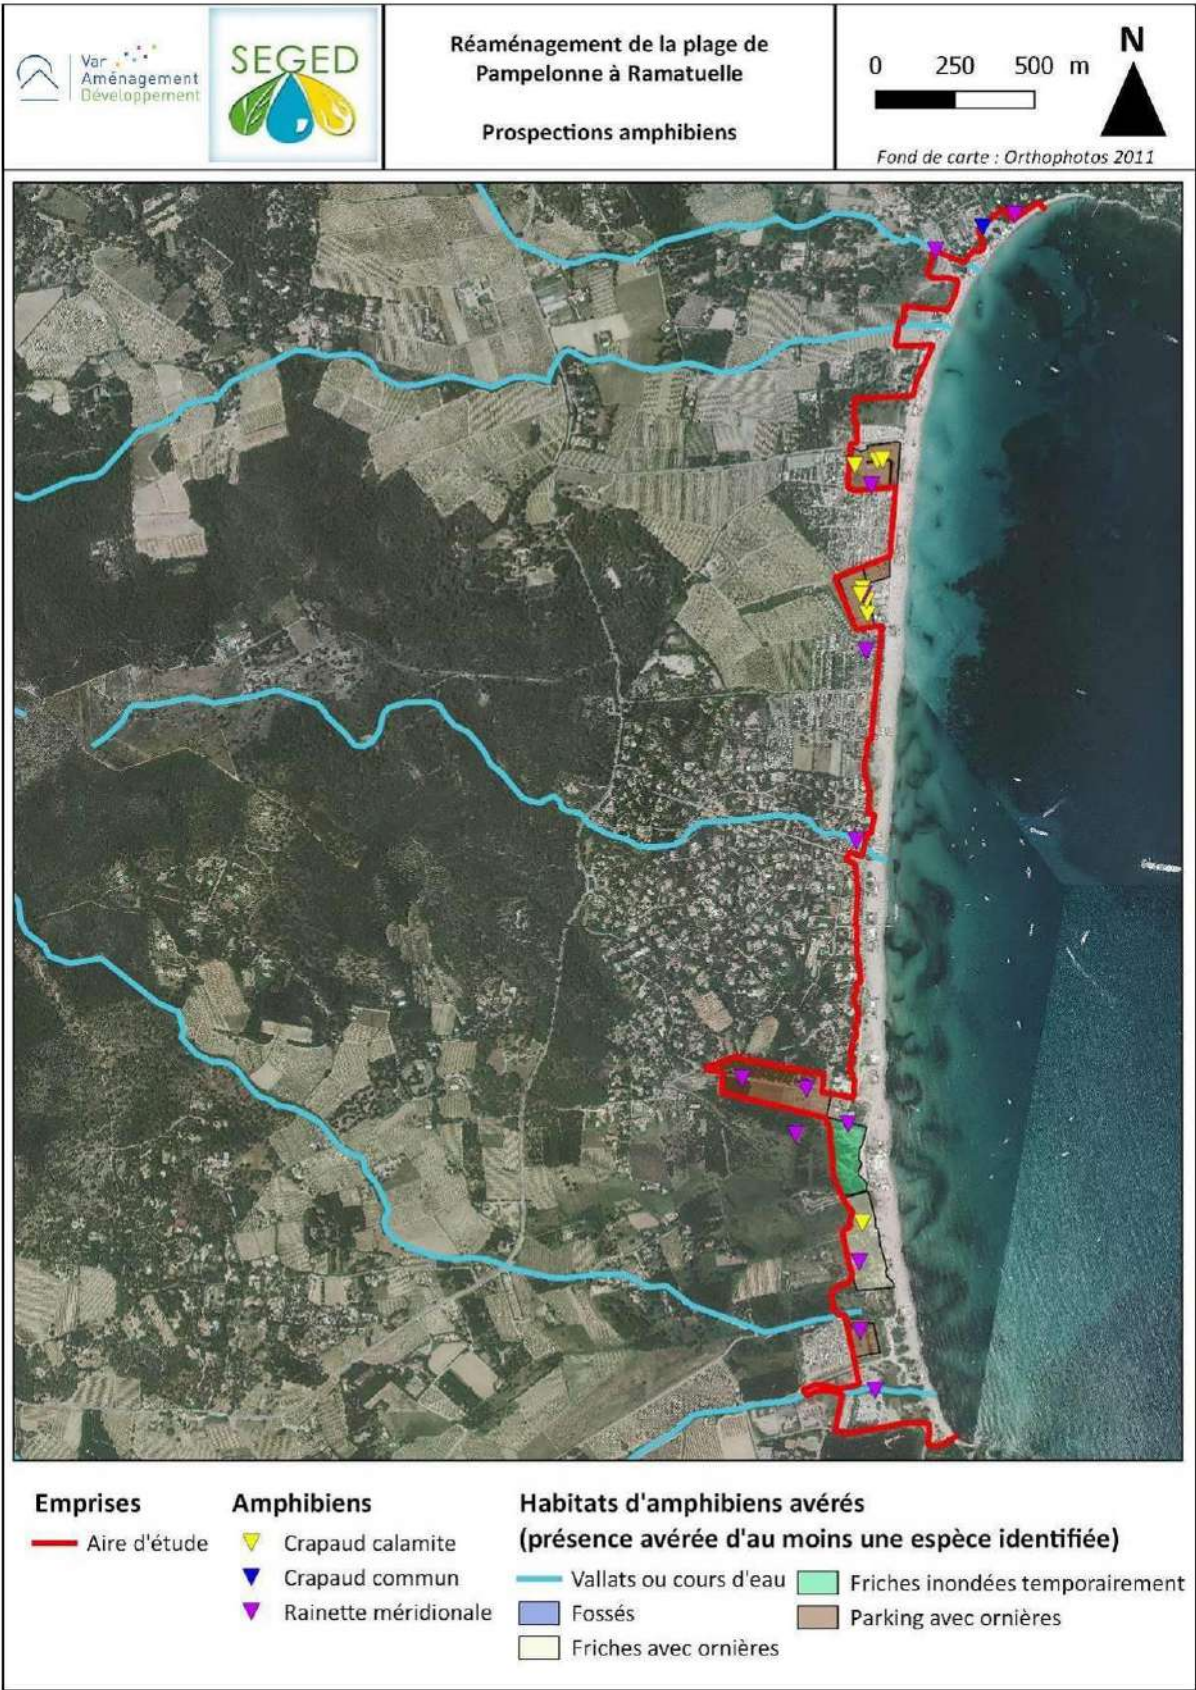 Var
Aménagement
Développement
SEGED
Réaménagement de la plage de
Pampelonne à Ramatuelle
Prospections amphibiens
0 250 500 m
N
Fond de carte : Orthophotos 2011
Emprises
Aire d'étude
Amphibiens
Crapaud calamite
Crapaud commun
Rainette méridionale
Habitats d'amphibiens avérés
(présence avérée d'au moins une espèce identifiée)
Vallats ou cours d'eau
Fossés
Friches avec ornières
Friches inondées temporairement
Parking avec ornières